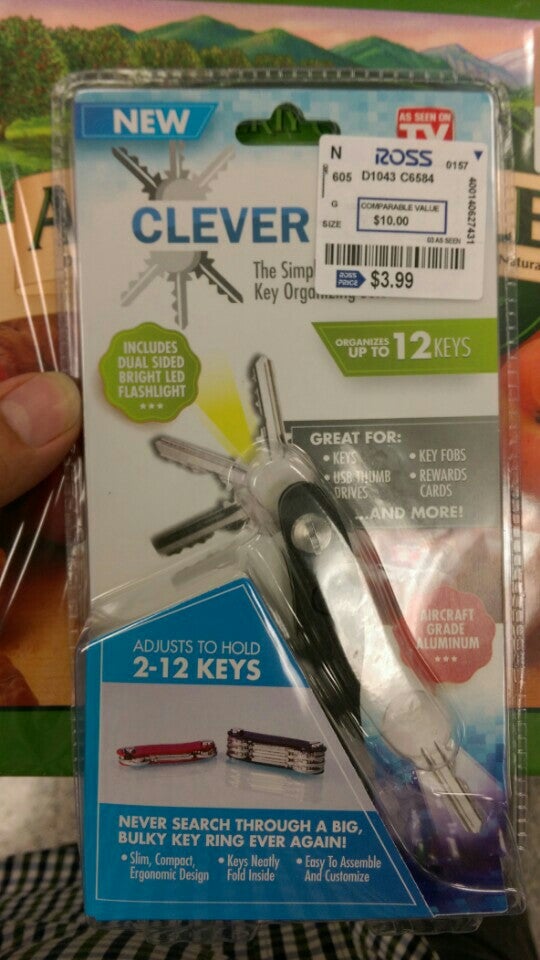 NEW
AS SEEN ON
TV
N ROSS 0157
605 D1043 C6584
G
SIZE
COMPARABLE VALUE
$10.00
03 AS SEEN
400140627431
ROSS PRICE $3.99
CLEVER
The Simp
Key Organizing
ORGANIZES
UP TO 12 KEYS
INCLUDES
DUAL SIDED
BRIGHT LED
FLASHLIGHT
GREAT FOR:
• KEYS • KEY FOBS
• USB THUMB • REWARDS
DRIVES CARDS
...AND MORE!
AIRCRAFT
GRADE
ALUMINUM
ADJUSTS TO HOLD
2-12 KEYS
NEVER SEARCH THROUGH A BIG,
BULKY KEY RING EVER AGAIN!
• Slim, Compact, • Keys Neatly • Easy To Assemble
Ergonomic Design Fold Inside And Customize